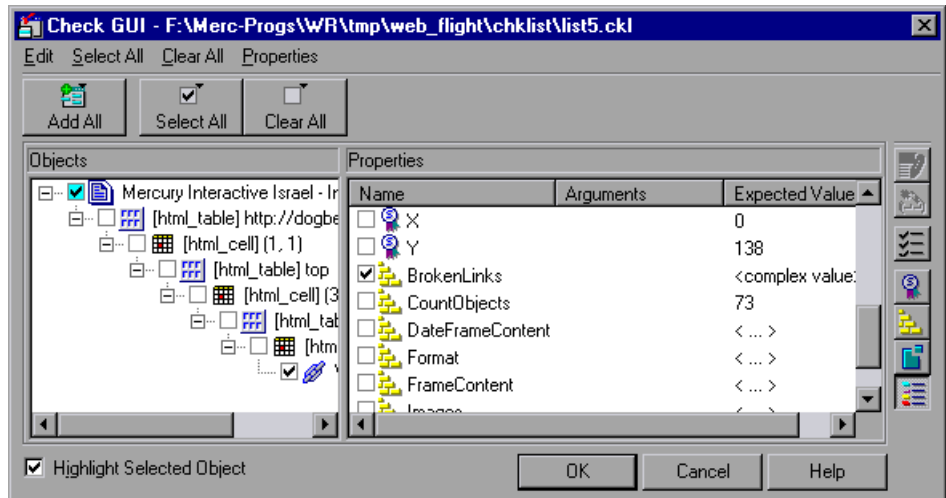 Check GUI - F:\Merc-Progs\WR\tmp\web_flight\chklist\list5.ckl
Edit Select All Clear All Properties
Add All Select All Clear All
Objects
Mercury Interactive Israel - Ir
[html_table] http://dogbe
[html_cell] (1, 1)
[html_table] top
[html_cell] (3
[html_tab
[htm
Properties
Name Arguments Expected Value
X 0
Y 138
BrokenLinks <complex value>
CountObjects 73
DateFrameContent < ... >
Format < ... >
FrameContent < ... >
Images < ... >
Highlight Selected Object
OK Cancel Help